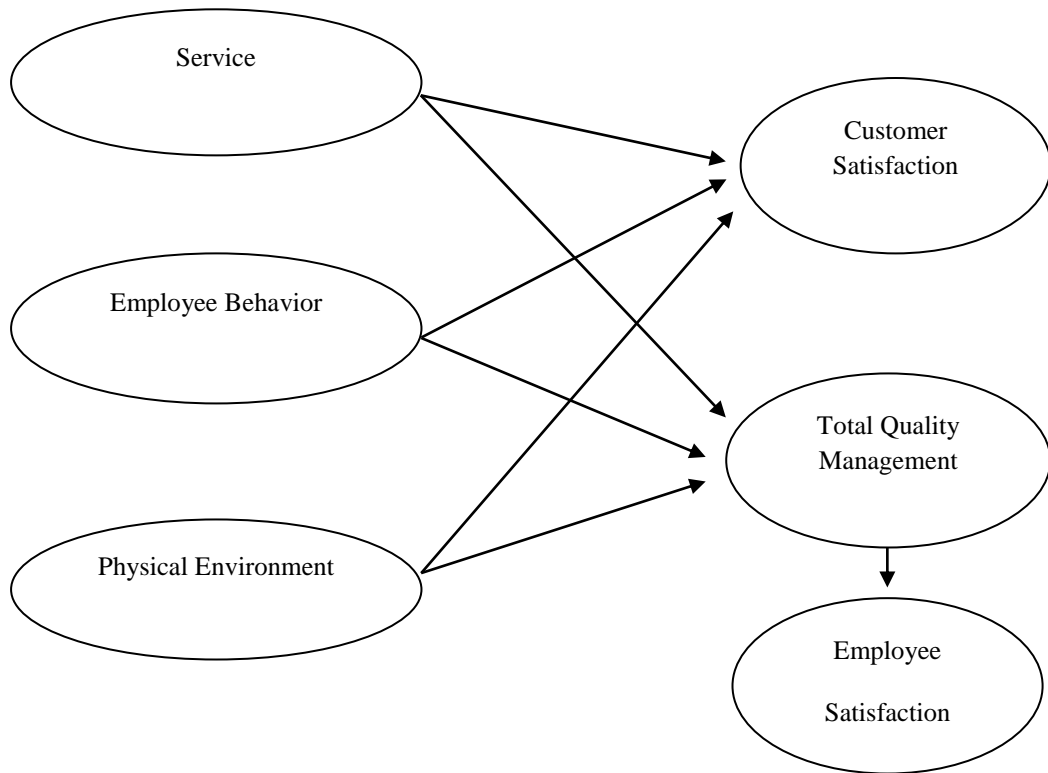 Service
Customer
Satisfaction
Employee Behavior
Total Quality
Management
Physical Environment
Employee
Satisfaction